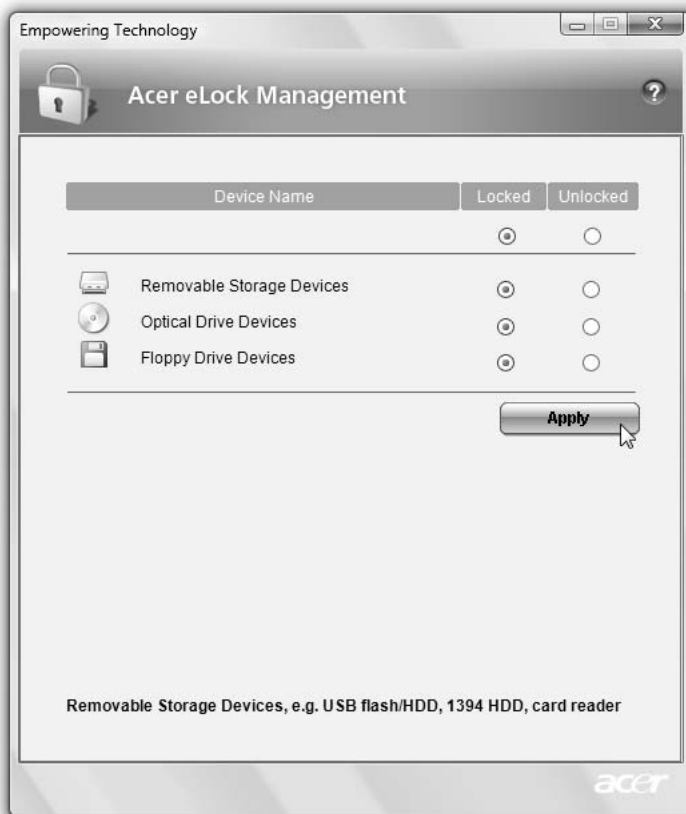 Empowering Technology
Acer eLock Management
?
Device Name Locked Unlocked
Removable Storage Devices
Optical Drive Devices
Floppy Drive Devices
Apply
Removable Storage Devices, e.g. USB flash/HDD, 1394 HDD, card reader
acer